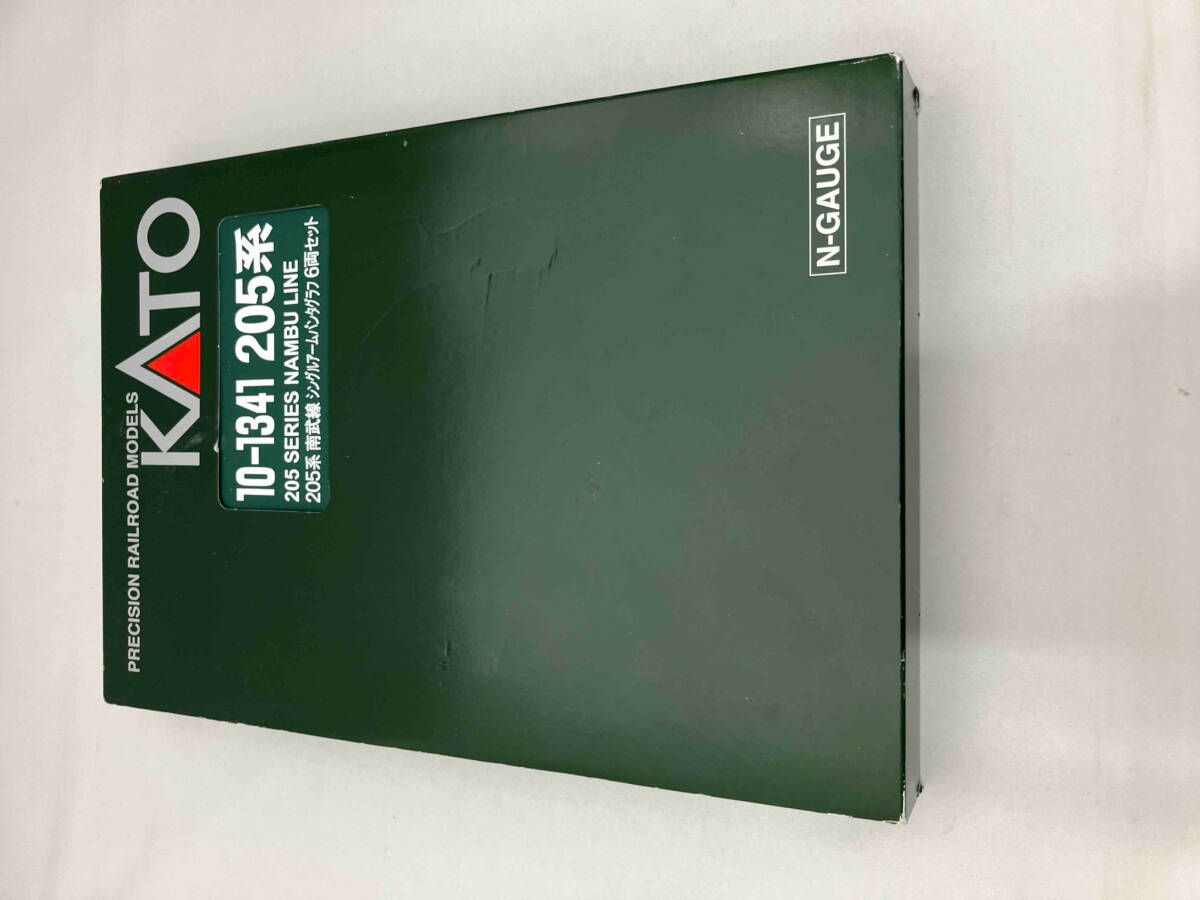 PRECISION RAILROAD MODELS
KATO
10-1341 205系
205 SERIES NAMBU LINE
205系 南武線 シングルアームパンタグラフ 6両セット
N-GAUGE